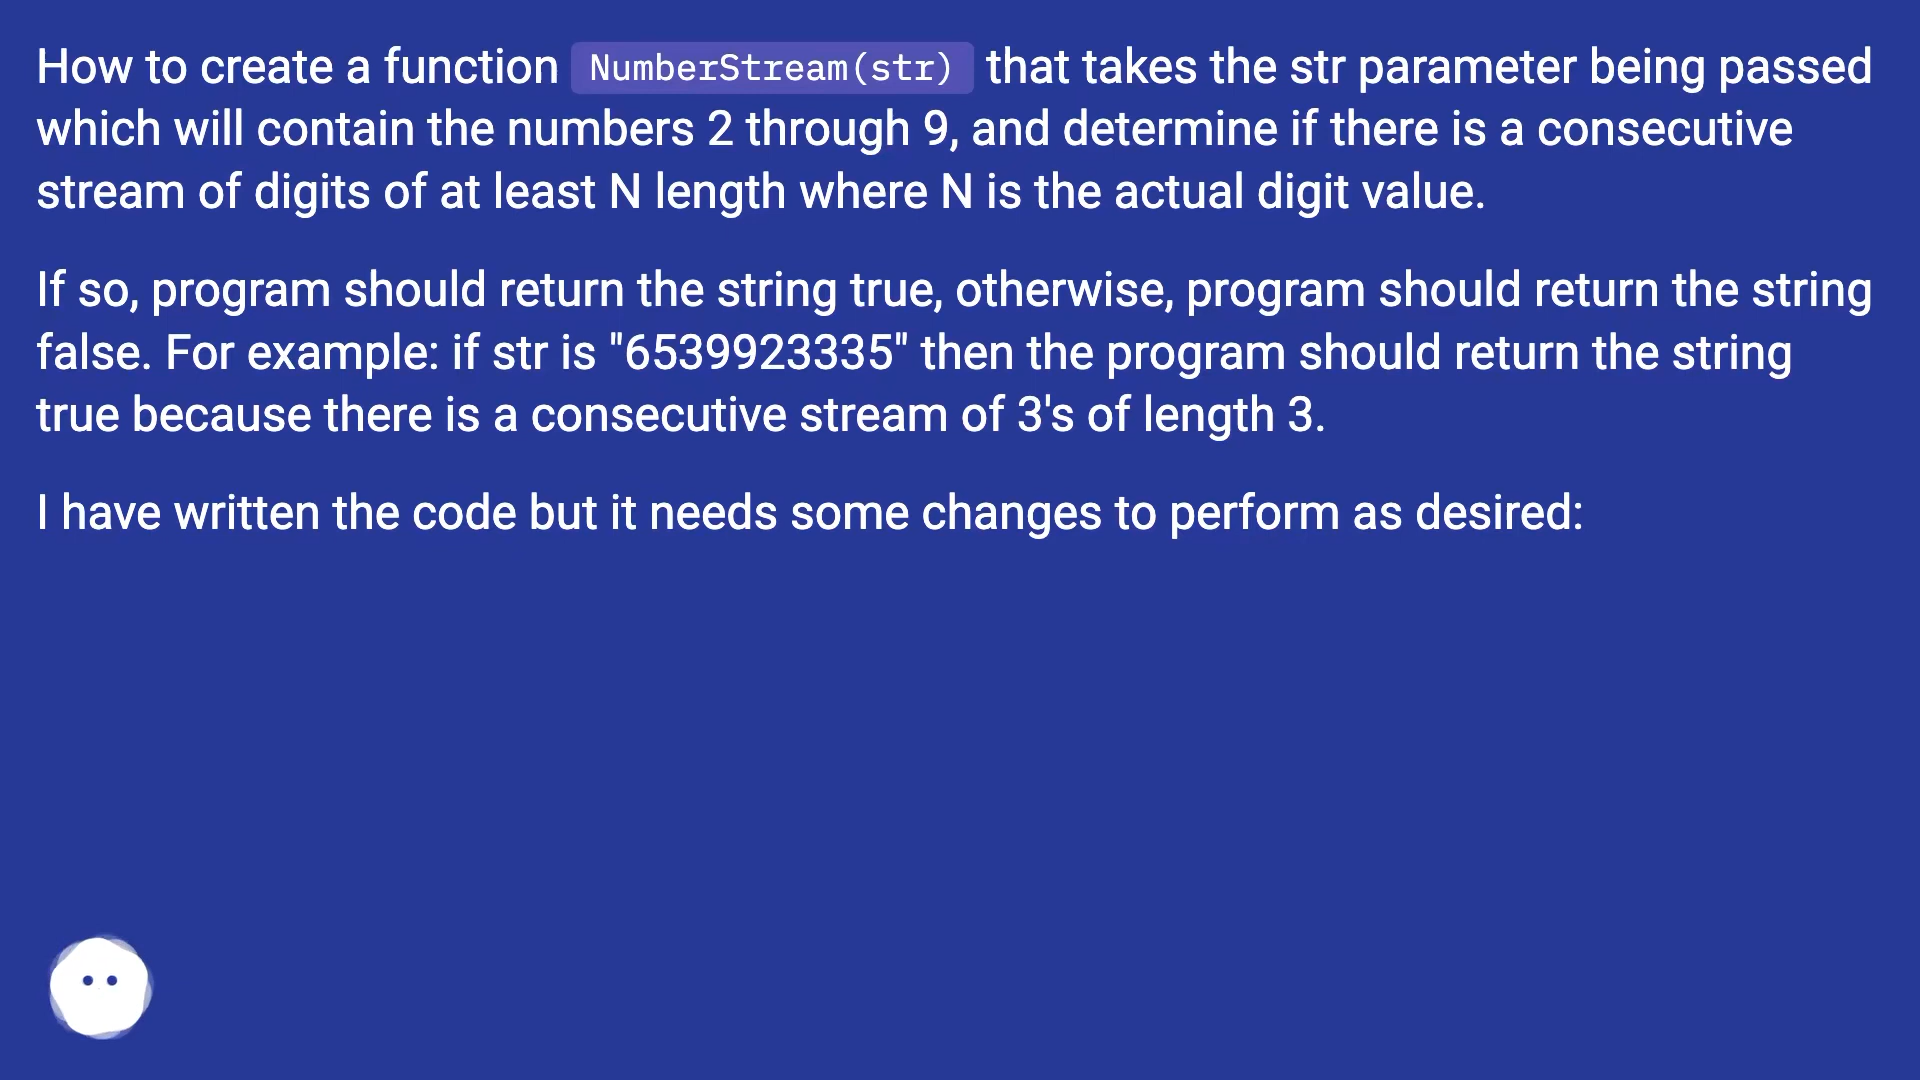 How to create a function NumberStream(str) that takes the str parameter being passed
which will contain the numbers 2 through 9, and determine if there is a consecutive
stream of digits of at least N length where N is the actual digit value.
If so, program should return the string true, otherwise, program should return the string
false. For example: if str is "6539923335" then the program should return the string
true because there is a consecutive stream of 3's of length 3.
I have written the code but it needs some changes to perform as desired: